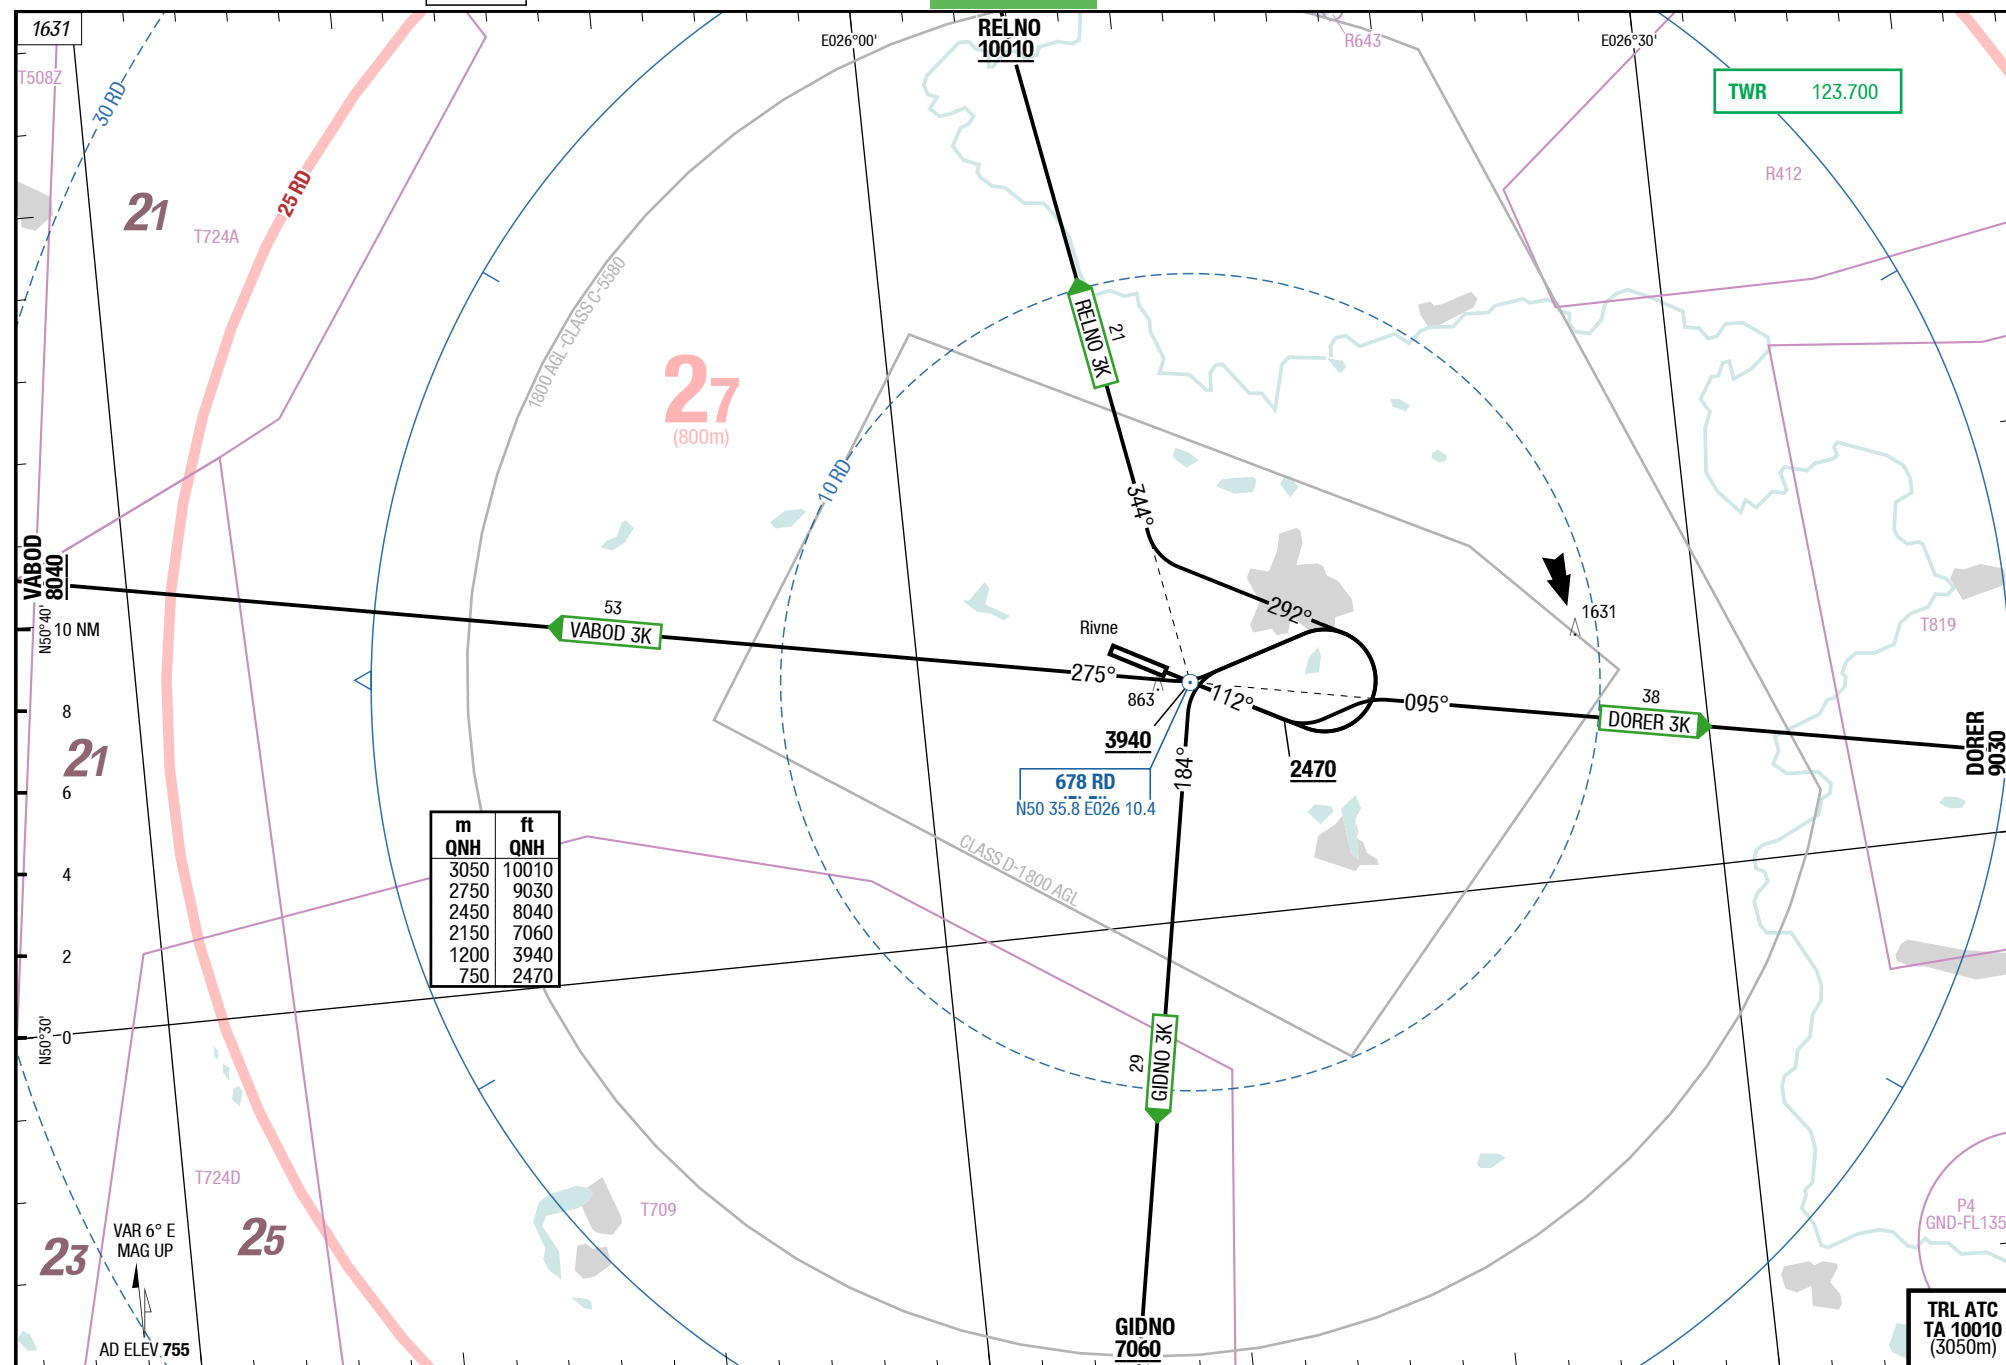 1631
RELNO
10010
E026°00'
R643
E026°30'
T508Z
30 RD
TWR 123.700
25 RD
R412
21
T724A
1800 AGL-CLASS C-5580
RELNO 3K
21
27
(800m)
10 RD
344°
VABOD
8040
292°
1631
53
VABOD 3K
N50°40'
10 NM
Rivne
T819
275°
863
112°
095°
38
DORER 3K
DORER
9030
8
3940
2470
184°
21
678 RD
N50 35.8 E026 10.4
6
m ft
QNH QNH
3050 10010
2750 9030
2450 8040
2150 7060
1200 3940
750 2470
CLASS D-1800 AGL
4
2
N50°30'
0
29
GIDNO 3K
T724D
T709
P4
GND-FL135
VAR 6° E
MAG UP
25
23
AD ELEV 755
GIDNO
7060
TRL ATC
TA 10010
(3050m)